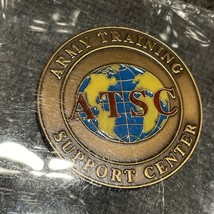 ARMY TRAINING
ATSC
SUPPORT CENTER